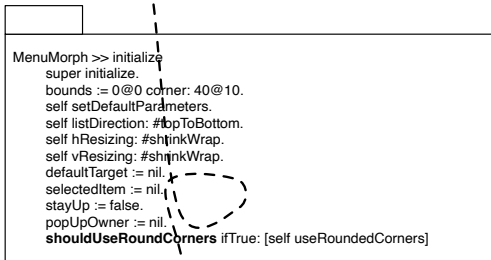 MenuMorph >> initialize
super initialize.
bounds := 0@0 corner: 40@10.
self setDefaultParameters.
self listDirection: #topToBottom.
self hResizing: #shrinkWrap.
self vResizing: #shrinkWrap.
defaultTarget := nil.
selectedItem := nil.
stayUp := false.
popUpOwner := nil.
shouldUseRoundCorners ifTrue: [self useRoundedCorners]